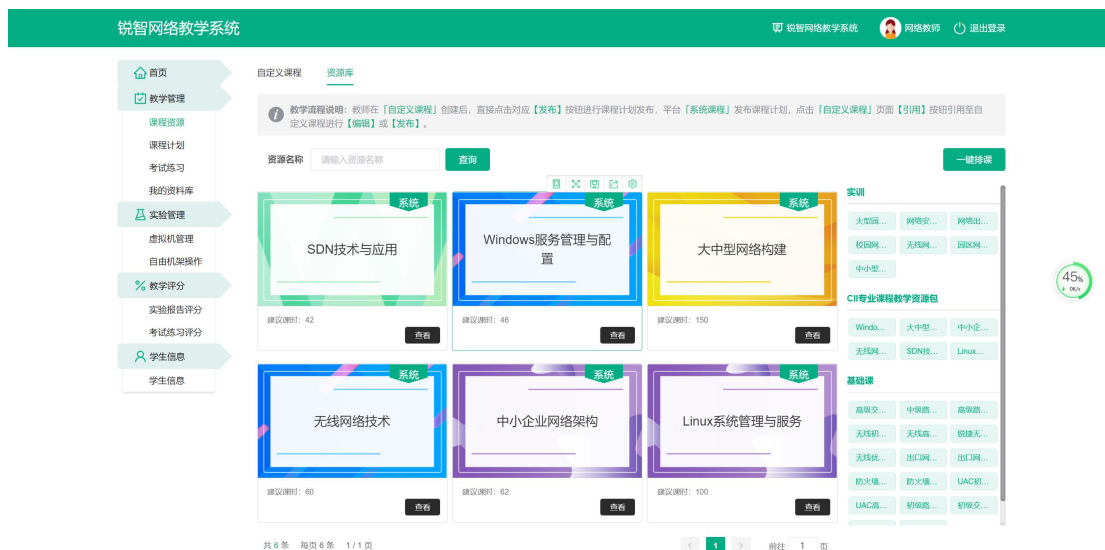 锐智网络教学系统
锐智网络教学系统 网络教师 退出登录
首页
教学管理
课程资源
课程计划
考试练习
我的资料库
实验管理
虚拟机管理
自由机架操作
教学评分
实验报告评分
考试练习评分
学生信息
学生信息
自定义课程 资源库
教学流程说明：教师在「自定义课程」创建后，直接点击对应【发布】按钮进行课程计划发布，平台「系统课程」发布课程计划，点击「自定义课程」页面【引用】按钮引用至自
定义课程进行【编辑】或【发布】。
资源名称 请输入资源名称 查询 一键排课
系统
SDN技术与应用
建议课时：42
查看
系统
Windows服务管理与配
置
建议课时：46
查看
系统
大中型网络构建
建议课时：150
查看
系统
无线网络技术
建议课时：60
查看
系统
中小企业网络架构
建议课时：62
查看
系统
Linux系统管理与服务
建议课时：100
查看
共 6 条 每页 6 条 1 / 1 页
< 1 > 前往 1 页
实训
大型园... 网络安... 网络出...
校园网... 无线网... 园区网...
中小型...
CII专业课程教学资源包
Windo... 大中型... 中小企...
无线网... SDN技... Linux...
基础课
高级交... 中级路... 高级路...
无线初... 无线高... 锐捷无...
无线优... 出口网... 出口网...
防火墙... 防火墙... UAC初...
UAC高... 初级路... 初级交...
45%
0K/s